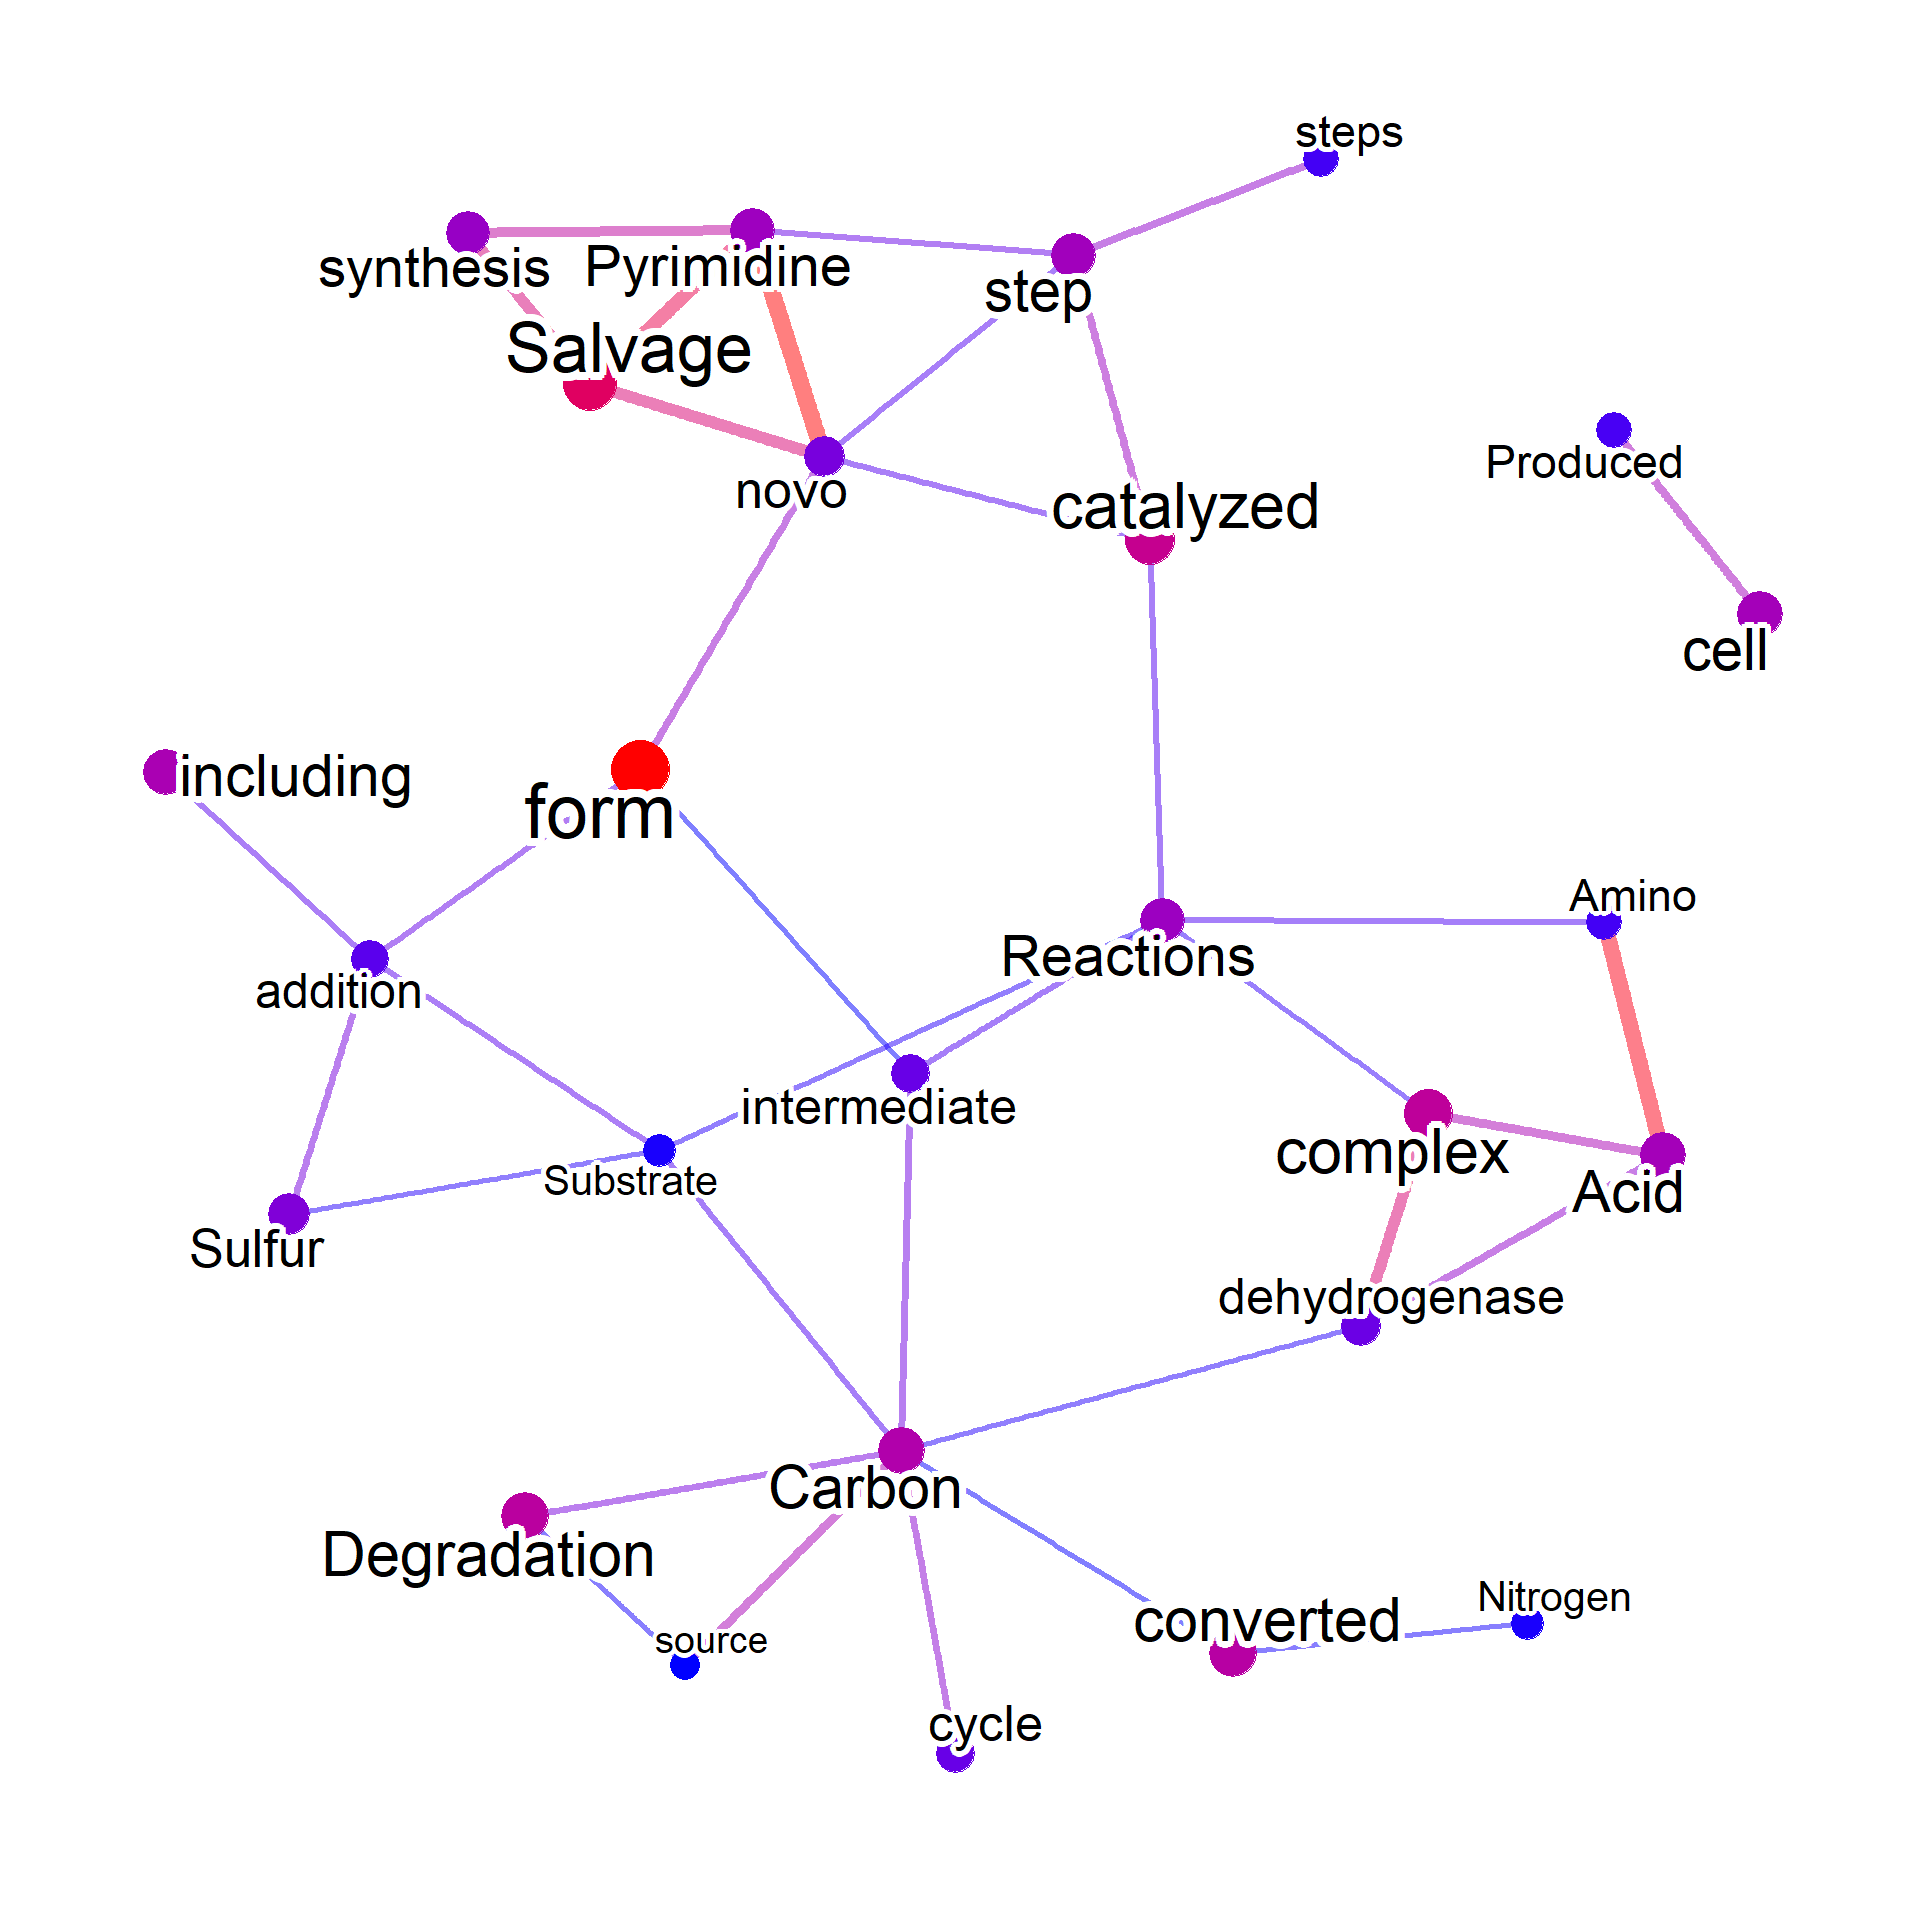 steps
synthesis
Pyrimidine
step
Salvage
Produced
novo
catalyzed
cell
including
form
Amino
Reactions
addition
intermediate
complex
Substrate
Acid
Sulfur
dehydrogenase
Carbon
Degradation
Nitrogen
converted
source
cycle